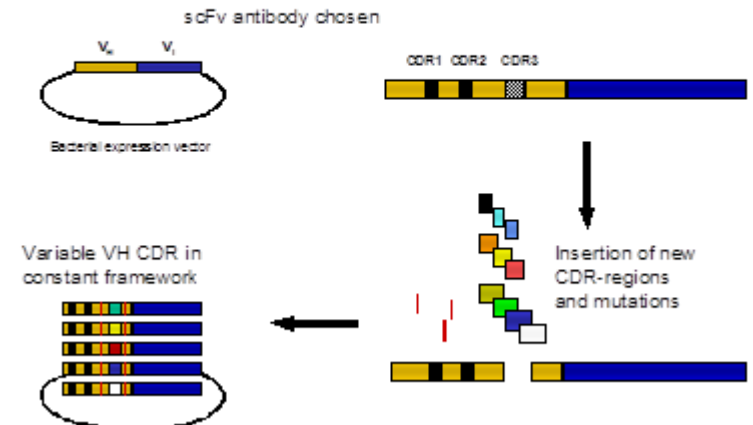 scFv antibody chosen
VH VL
CDR1 CDR2 CDR3
Bacterial expression vector
Insertion of new
CDR-regions
and mutations
Variable VH CDR in
constant framework